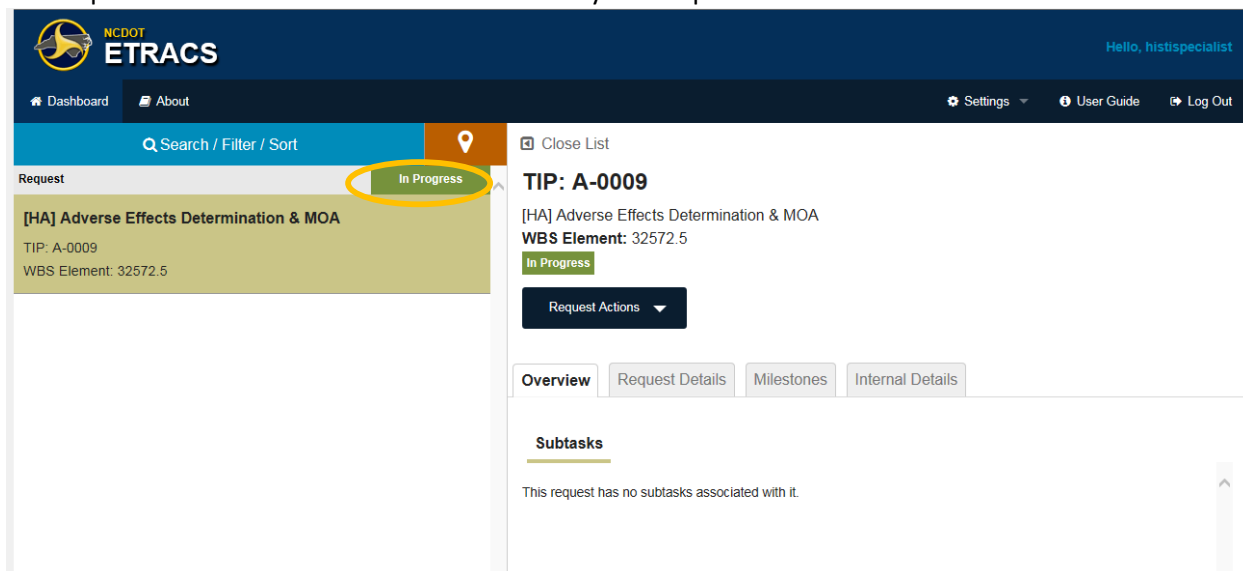 NCDOT
ETRACS
Hello, histispecialist
Dashboard About Settings User Guide Log Out
Search / Filter / Sort
Request In Progress
[HA] Adverse Effects Determination & MOA
TIP: A-0009
WBS Element: 32572.5
Close List
TIP: A-0009
[HA] Adverse Effects Determination & MOA
WBS Element: 32572.5
In Progress
Request Actions
Overview Request Details Milestones Internal Details
Subtasks
This request has no subtasks associated with it.